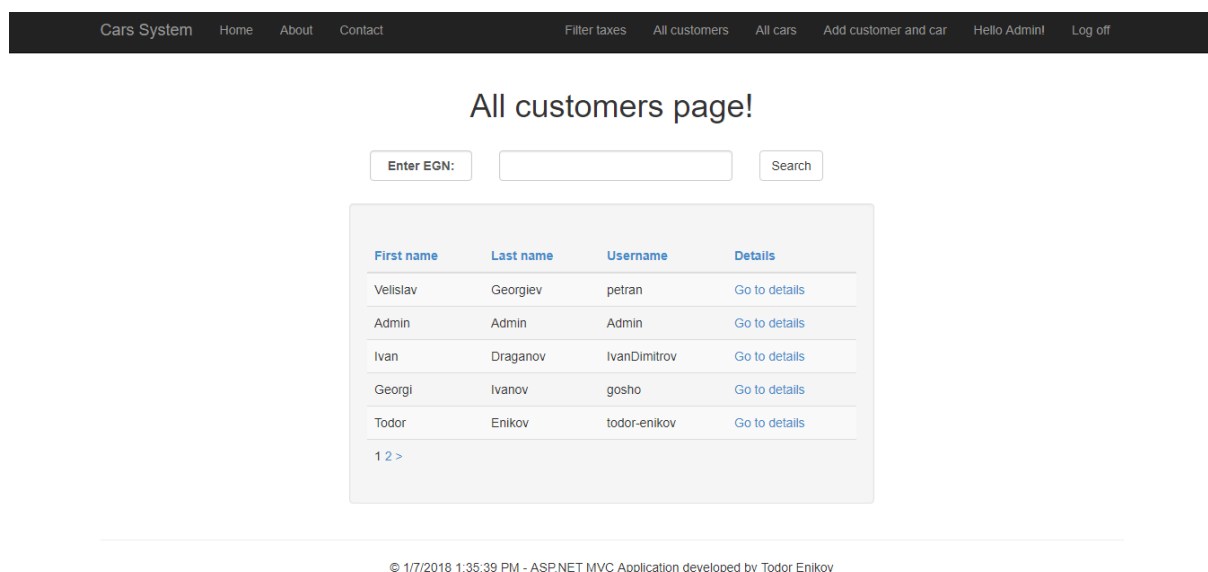 Cars System Home About Contact Filter taxes All customers All cars Add customer and car Hello Admin! Log off
All customers page!
Enter EGN: Search
First name Last name Username Details
Velislav Georgiev petran Go to details
Admin Admin Admin Go to details
Ivan Draganov IvanDimitrov Go to details
Georgi Ivanov gosho Go to details
Todor Enikov todor-enikov Go to details
1 2 >
© 1/7/2018 1:35:39 PM - ASP.NET MVC Application developed by Todor Enikov